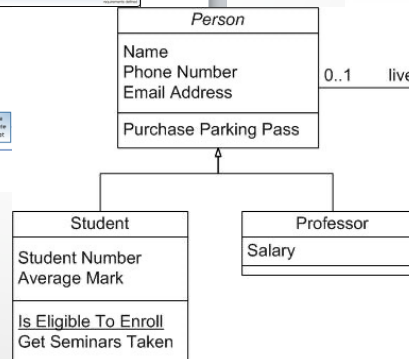 Person
Name
Phone Number
Email Address
0..1 live
Purchase Parking Pass
Student
Professor
Student Number
Salary
Average Mark
Is Eligible To Enroll
Get Seminars Taken